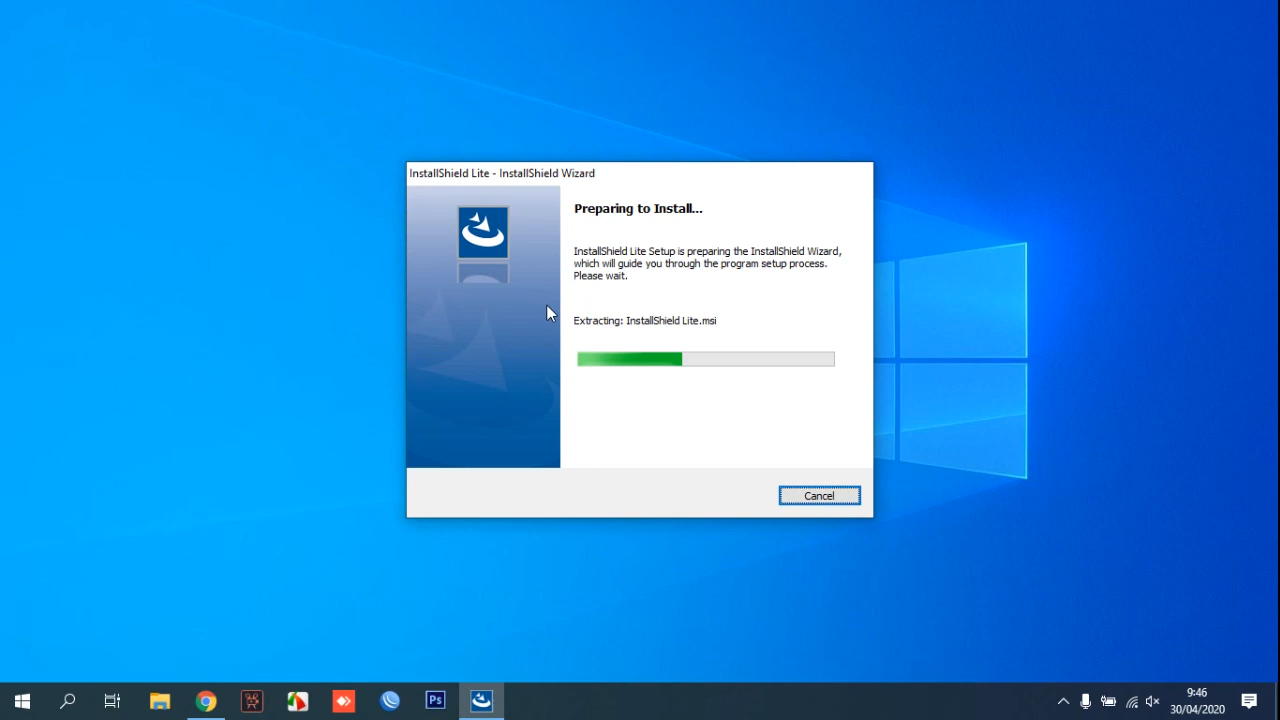 InstallShield Lite - InstallShield Wizard
Preparing to Install...
InstallShield Lite Setup is preparing the InstallShield Wizard,
which will guide you through the program setup process.
Please wait.
Extracting: InstallShield Lite.msi
Cancel
Ps
9:46
30/04/2020